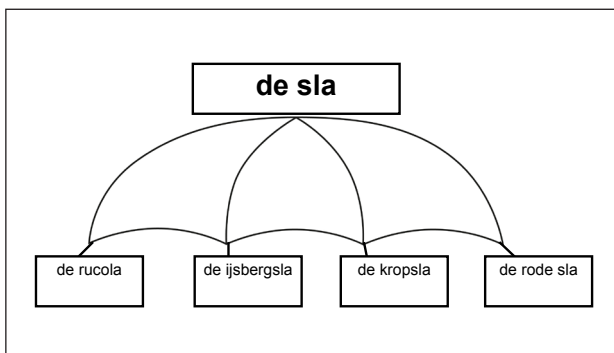 de sla
de rucola
de ijsbergsla
de kropsla
de rode sla